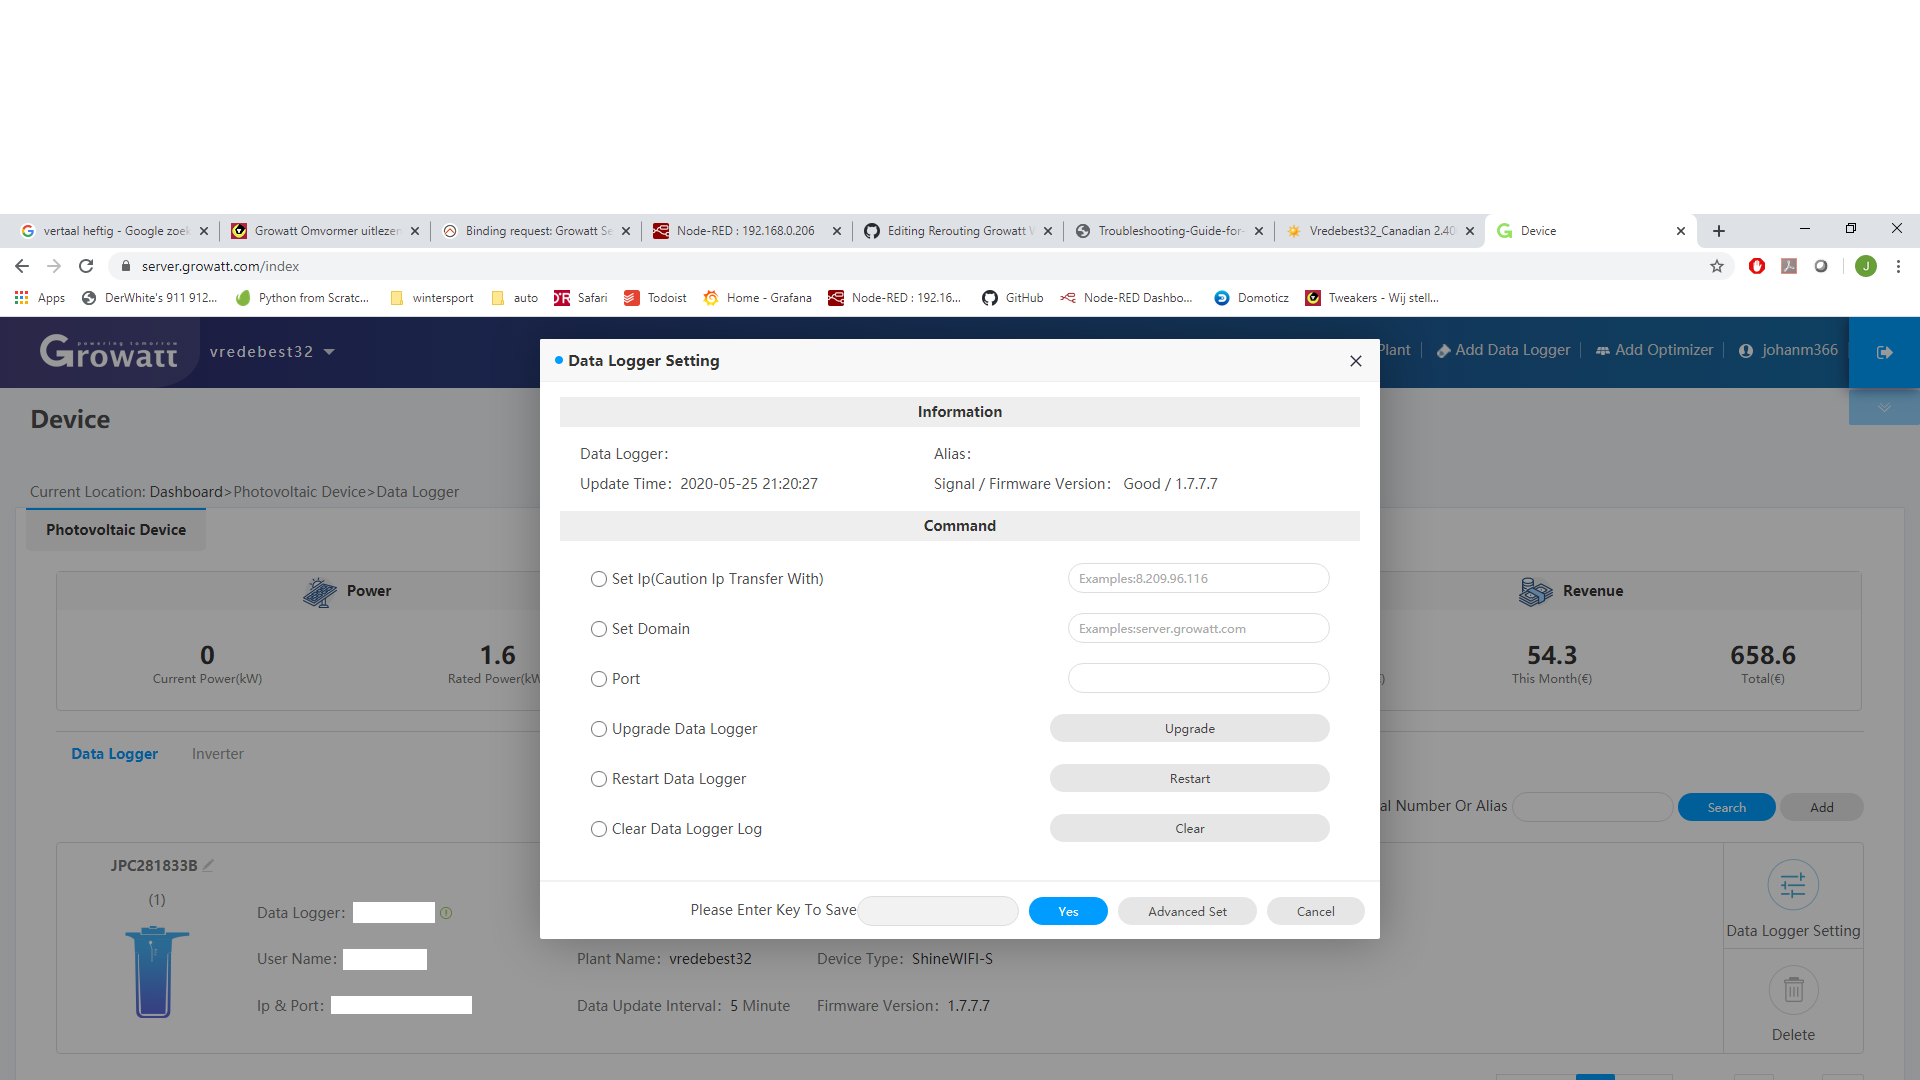 vertaal heftig - Google zoek
Growatt Omvormer uitlezen
Binding request: Growatt Se
Node-RED : 192.168.0.206
Editing Rerouting Growatt W
Troubleshooting-Guide-for-
Vredebest32_Canadian 2.40
Device
server.growatt.com/index
J
Apps
DerWhite's 911 912...
Python from Scratc...
wintersport
auto
Safari
Todoist
Home - Grafana
Node-RED : 192.16...
GitHub
Node-RED Dashbo...
Domoticz
Tweakers - Wij stell...
powering tomorrow
Growatt
vredebest32
Plant
Add Data Logger
Add Optimizer
johanm366
Device
Current Location: Dashboard>Photovoltaic Device>Data Logger
Photovoltaic Device
Power
Revenue
0
Current Power(kW)
1.6
Rated Power(kW
54.3
This Month(€)
658.6
Total(€)
Data Logger
Inverter
al Number Or Alias
Search
Add
JPC281833B
(1)
Data Logger:
User Name:
Plant Name: vredebest32
Device Type: ShineWIFI-S
Ip & Port:
Data Update Interval: 5 Minute
Firmware Version: 1.7.7.7
Data Logger Setting
Delete
Data Logger Setting
Information
Data Logger:
Alias:
Update Time: 2020-05-25 21:20:27
Signal / Firmware Version: Good / 1.7.7.7
Command
Set Ip(Caution Ip Transfer With)
Examples:8.209.96.116
Set Domain
Examples:server.growatt.com
Port
Upgrade Data Logger
Upgrade
Restart Data Logger
Restart
Clear Data Logger Log
Clear
Please Enter Key To Save
Yes
Advanced Set
Cancel